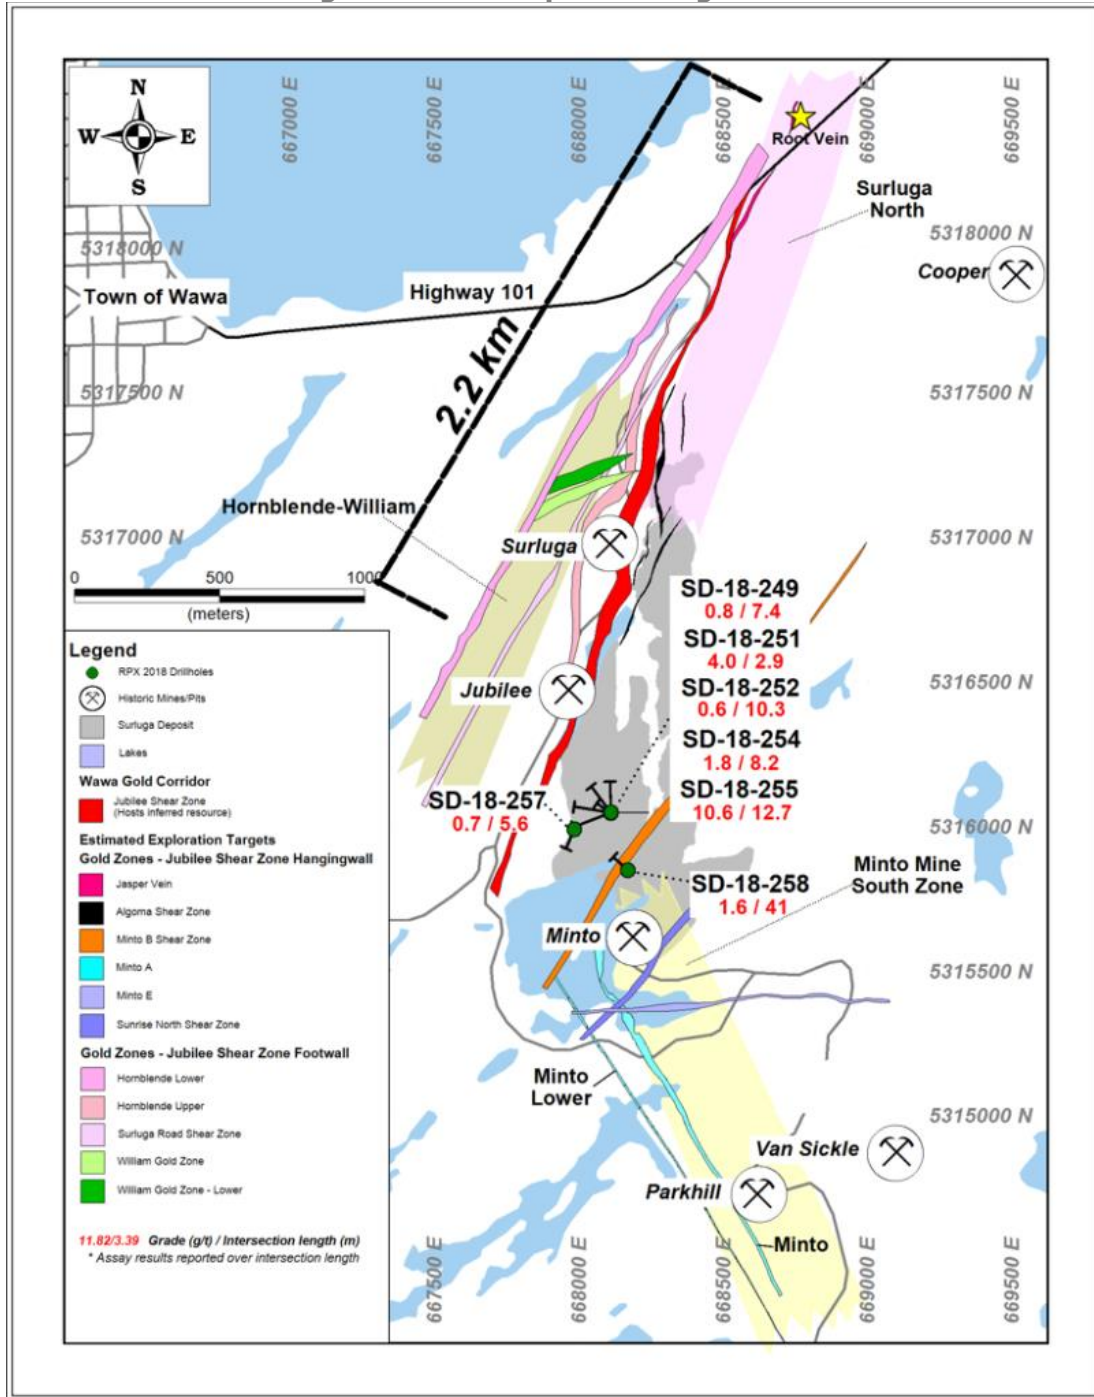 N
W E
S
667000 E
667500 E
668000 E
668500 E
669000 E
669500 E
Root Vein
Surluga
North
5318000 N
5318000 N
Cooper
Town of Wawa
Highway 101
2.2 km
5317500 N
5317500 N
Hornblende-William
5317000 N
5317000 N
Surluga
0 500 1000
(meters)
SD-18-249
0.8 / 7.4
SD-18-251
4.0 / 2.9
SD-18-252
0.6 / 10.3
SD-18-254
1.8 / 8.2
SD-18-255
10.6 / 12.7
5316500 N
Jubilee
SD-18-257
0.7 / 5.6
5316000 N
Minto Mine
South Zone
SD-18-258
1.6 / 41
Minto
5315500 N
Minto
Lower
5315000 N
Van Sickle
Parkhill
Minto
667500 E
668000 E
668500 E
669000 E
669500 E
Legend
RPX 2018 Drillholes
Historic Mines/Pits
Surluga Deposit
Lakes
Wawa Gold Corridor
Jubilee Shear Zone
(Hosts inferred resource)
Estimated Exploration Targets
Gold Zones - Jubilee Shear Zone Hangingwall
Jasper Vein
Algoma Shear Zone
Minto B Shear Zone
Minto A
Minto E
Sunrise North Shear Zone
Gold Zones - Jubilee Shear Zone Footwall
Hornblende Lower
Hornblende Upper
Surluga Road Shear Zone
William Gold Zone
William Gold Zone - Lower
11.82/3.39 Grade (g/t) / Intersection length (m)
* Assay results reported over intersection length